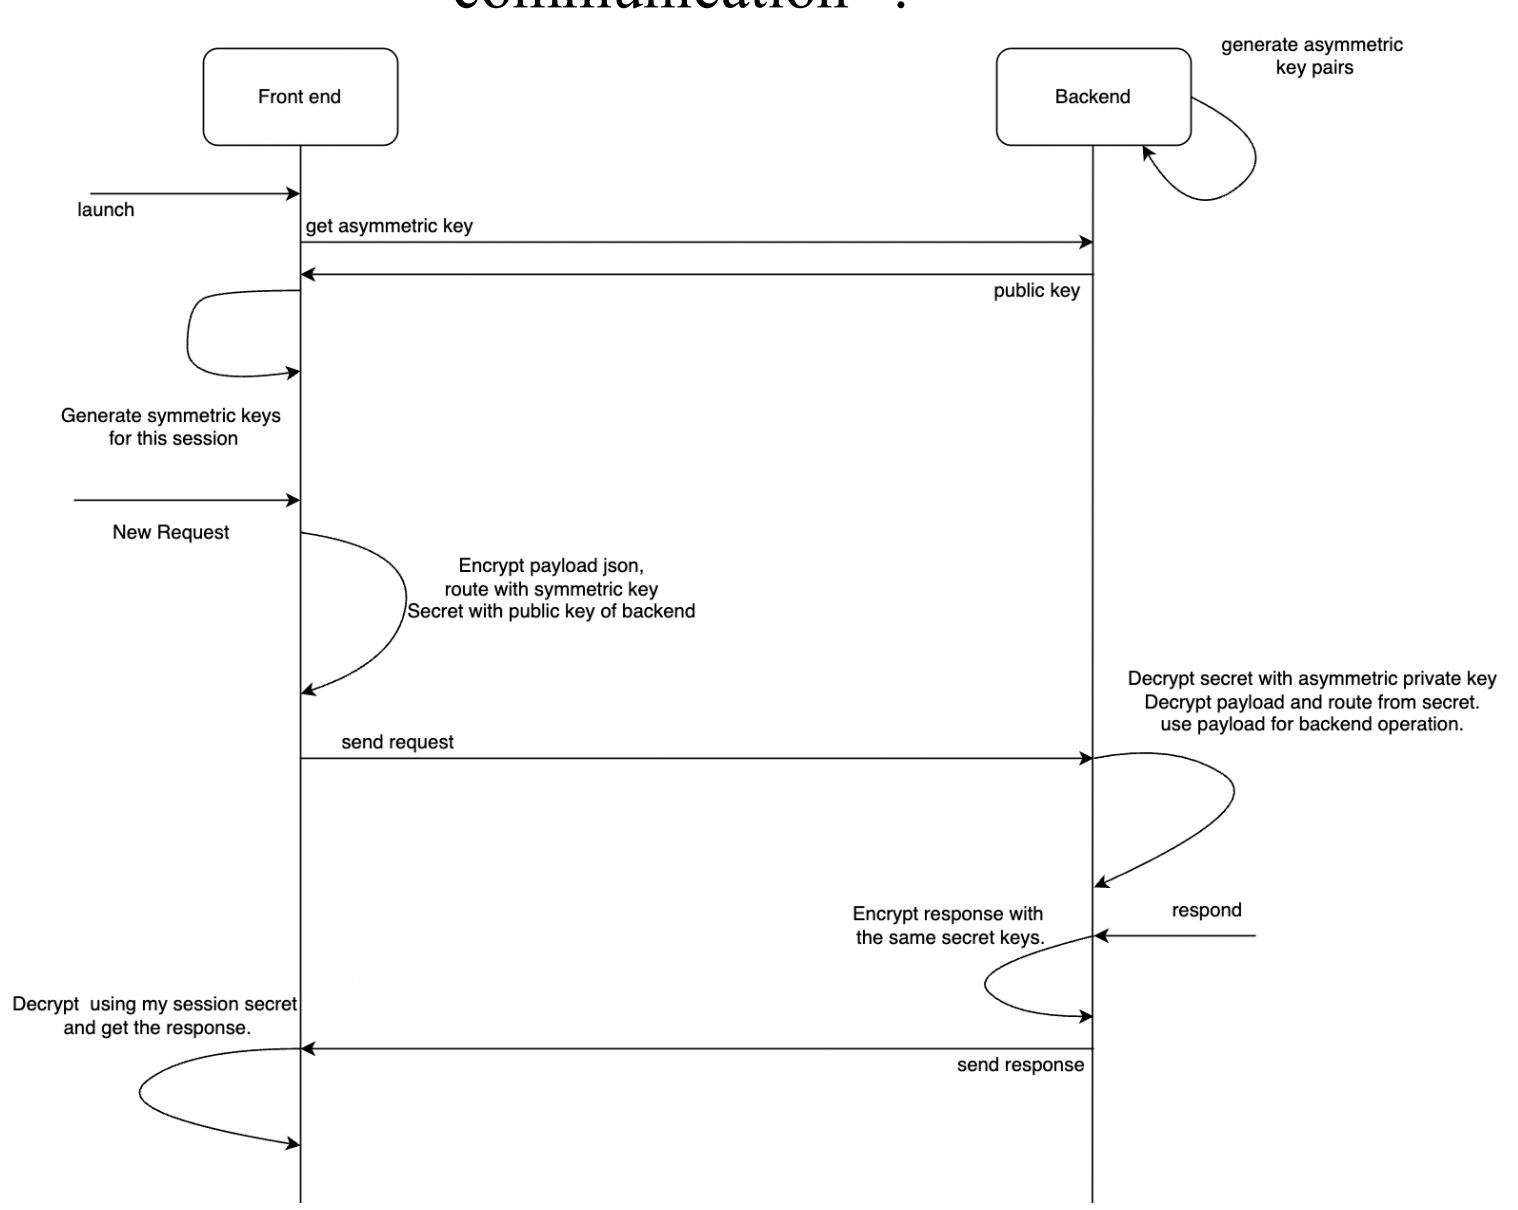 communication ?
generate asymmetric
key pairs
Front end
Backend
launch
get asymmetric key
public key
Generate symmetric keys
for this session
New Request
Encrypt payload json,
route with symmetric key
Secret with public key of backend
Decrypt secret with asymmetric private key
Decrypt payload and route from secret.
use payload for backend operation.
send request
Encrypt response with
the same secret keys.
respond
Decrypt using my session secret
and get the response.
send response